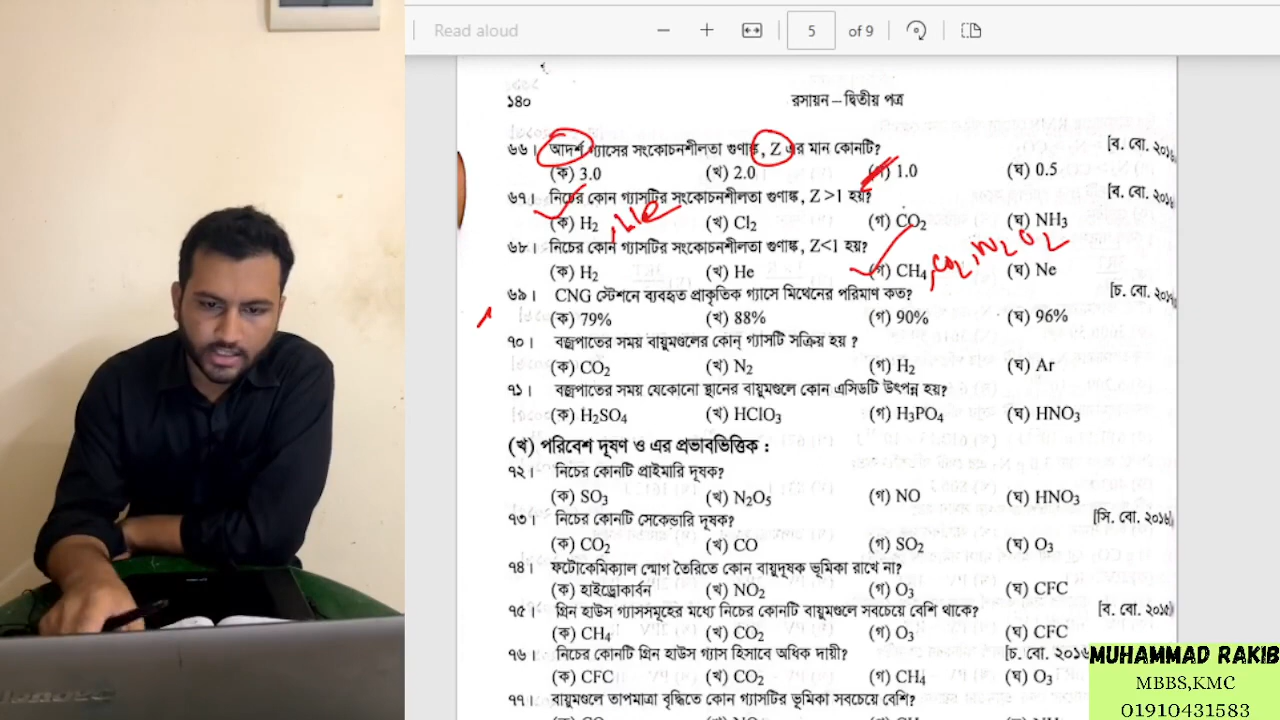 Read aloud
5 of 9
১৪০
রসায়ন – দ্বিতীয় পত্র
৬৬। আদর্শ গ্যাসের সংকোচনশীলতা গুণাঙ্ক, Z এর মান কোনটি? [ব. বো. ২০১৬
(ক) 3.0 (খ) 2.0 (গ) 1.0 (ঘ) 0.5
৬৭। নিচের কোন গ্যাসটির সংকোচনশীলতা গুণাঙ্ক, Z >1 হয়? [ব. বো. ২০১৬
(ক) H₂ , He (খ) Cl₂ (গ) CO₂ (ঘ) NH₃
৬৮। নিচের কোন গ্যাসটির সংকোচনশীলতা গুণাঙ্ক, Z<1 হয়?
(ক) H₂ (খ) He (গ) CH₄ , CO₂, N₂ O₂ (ঘ) Ne
৬৯। CNG স্টেশনে ব্যবহৃত প্রাকৃতিক গ্যাসে মিথেনের পরিমাণ কত? [চ. বো. ২০১৭
(ক) 79% (খ) 88% (গ) 90% (ঘ) 96%
৭০। বজ্রপাতের সময় বায়ুমণ্ডলের কোন্ গ্যাসটি সক্রিয় হয় ?
(ক) CO₂ (খ) N₂ (গ) H₂ (ঘ) Ar
৭১। বজ্রপাতের সময় যেকোনো স্থানের বায়ুমণ্ডলে কোন এসিডটি উৎপন্ন হয়?
(ক) H₂SO₄ (খ) HClO₃ (গ) H₃PO₄ (ঘ) HNO₃
(খ) পরিবেশ দূষণ ও এর প্রভাবভিত্তিক :
৭২। নিচের কোনটি প্রাইমারি দূষক?
(ক) SO₃ (খ) N₂O₅ (গ) NO (ঘ) HNO₃
৭৩। নিচের কোনটি সেকেন্ডারি দূষক? [সি. বো. ২০১৬
(ক) CO₂ (খ) CO (গ) SO₂ (ঘ) O₃
৭৪। ফটোকেমিক্যাল স্মোগ তৈরিতে কোন বায়ুদূষক ভূমিকা রাখে না?
(ক) হাইড্রোকার্বন (খ) NO₂ (গ) O₃ (ঘ) CFC
৭৫। গ্রিন হাউস গ্যাসসমূহের মধ্যে নিচের কোনটি বায়ুমণ্ডলে সবচেয়ে বেশি থাকে? [ব. বো. ২০১৫
(ক) CH₄ (খ) CO₂ (গ) O₃ (ঘ) CFC
৭৬। নিচের কোনটি গ্রিন হাউস গ্যাস হিসাবে অধিক দায়ী? [চ. বো. ২০১৬
(ক) CFC (খ) CO₂ (গ) CH₄ (ঘ) O₃
৭৭। বায়ুমণ্ডলে তাপমাত্রা বৃদ্ধিতে কোন গ্যাসটির ভূমিকা সবচেয়ে বেশি?
MUHAMMAD RAKIB
MBBS,KMC
01910431583